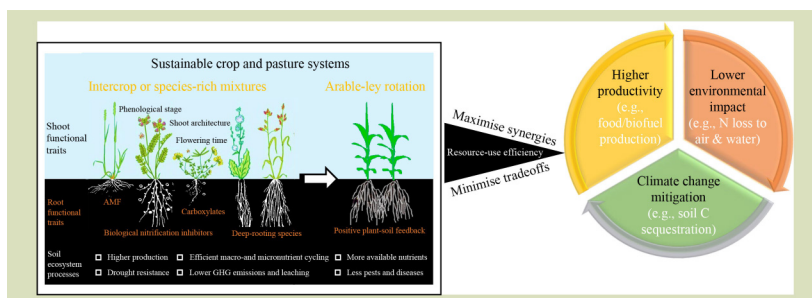 Sustainable crop and pasture systems
Intercrop or species-rich mixtures
Arable-ley rotation
Phenological stage
Shoot architecture
Flowering time
Shoot
functional
traits
Root
functional
traits
AMF
Carboxylates
Biological nitrification inhibitors
Deep-rooting species
Positive plant-soil feedback
Soil
ecosystem
processes
Higher production
Efficient macro-and micronutrient cycling
More available nutrients
Drought resistance
Lower GHG emissions and leaching
Less pests and diseases
Maximise synergies
Resource-use efficiency
Minimise tradeoffs
Higher
productivity
(e.g.,
food/biofuel
production)
Lower
environmental
impact
(e.g., N loss to
air & water)
Climate change
mitigation
(e.g., soil C
sequestration)